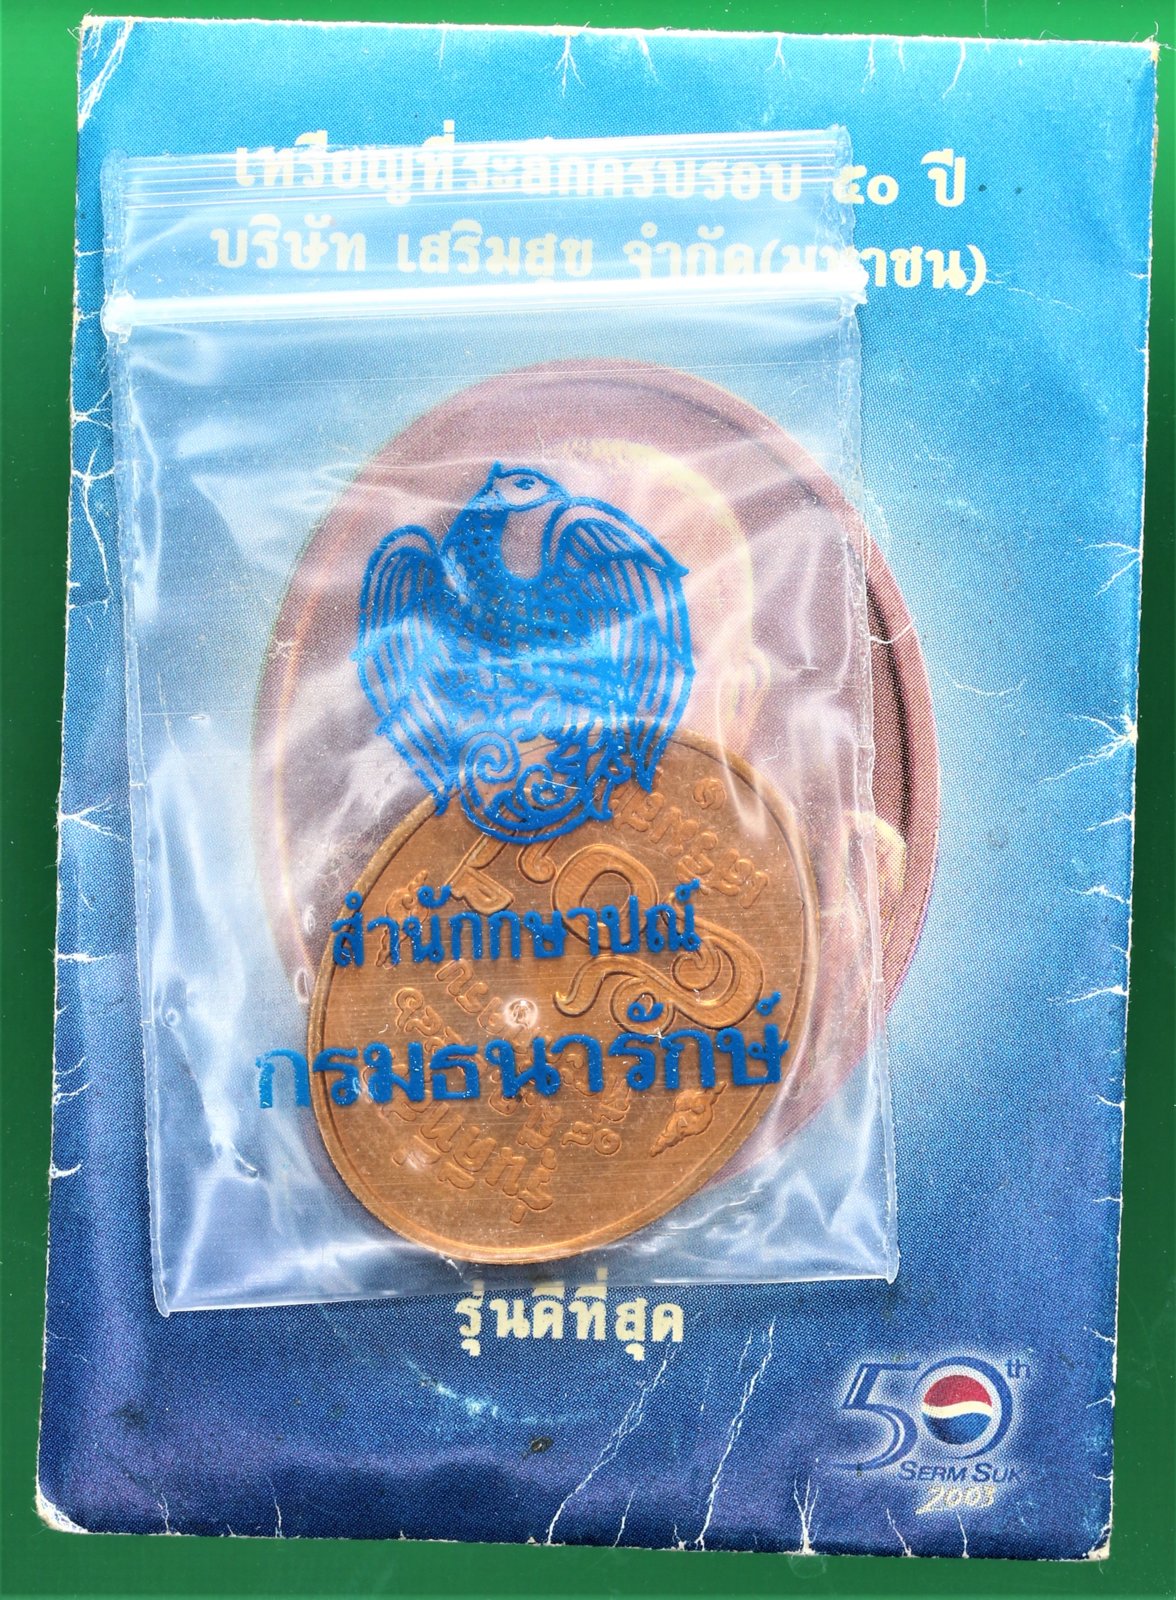 เหรียญที่ระลึกครบรอบ ๕๐ ปี
บริษัท เสริมสุข จำกัด(มหาชน)
สำนักกษาปณ์
กรมธนารักษ์
รุ่นดีที่สุด
50th
SERM SUK
2003